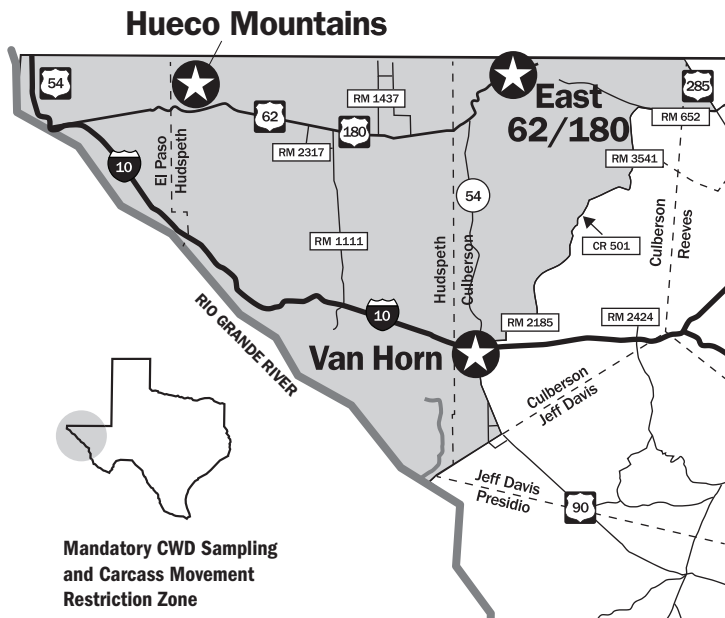 Hueco Mountains
54
285
RM 1437
East
62/180
62
180
RM 652
RM 2317
RM 3541
El Paso
Hudspeth
10
54
Culberson
Reeves
CR 501
RM 1111
Hudspeth
Culberson
10
RM 2185
RM 2424
Van Horn
RIO GRANDE RIVER
Culberson
Jeff Davis
Jeff Davis
Presidio
90
Mandatory CWD Sampling
and Carcass Movement
Restriction Zone